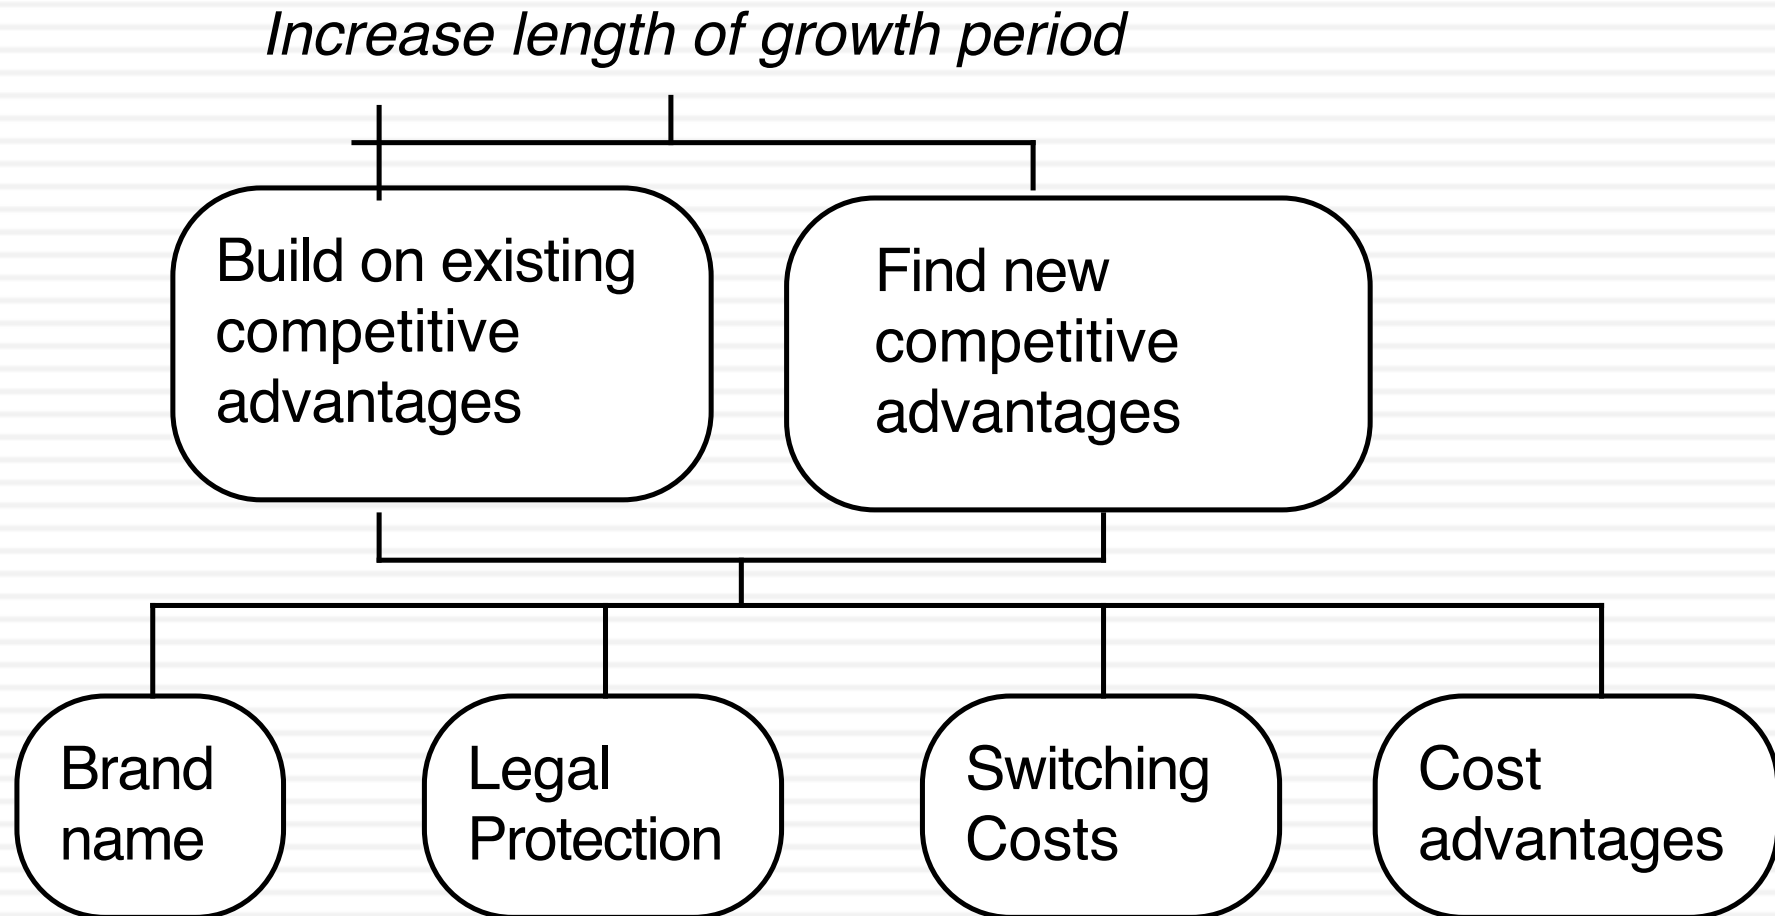 Increase length of growth period
Build on existing
competitive
advantages
Find new
competitive
advantages
Brand
name
Legal
Protection
Switching
Costs
Cost
advantages